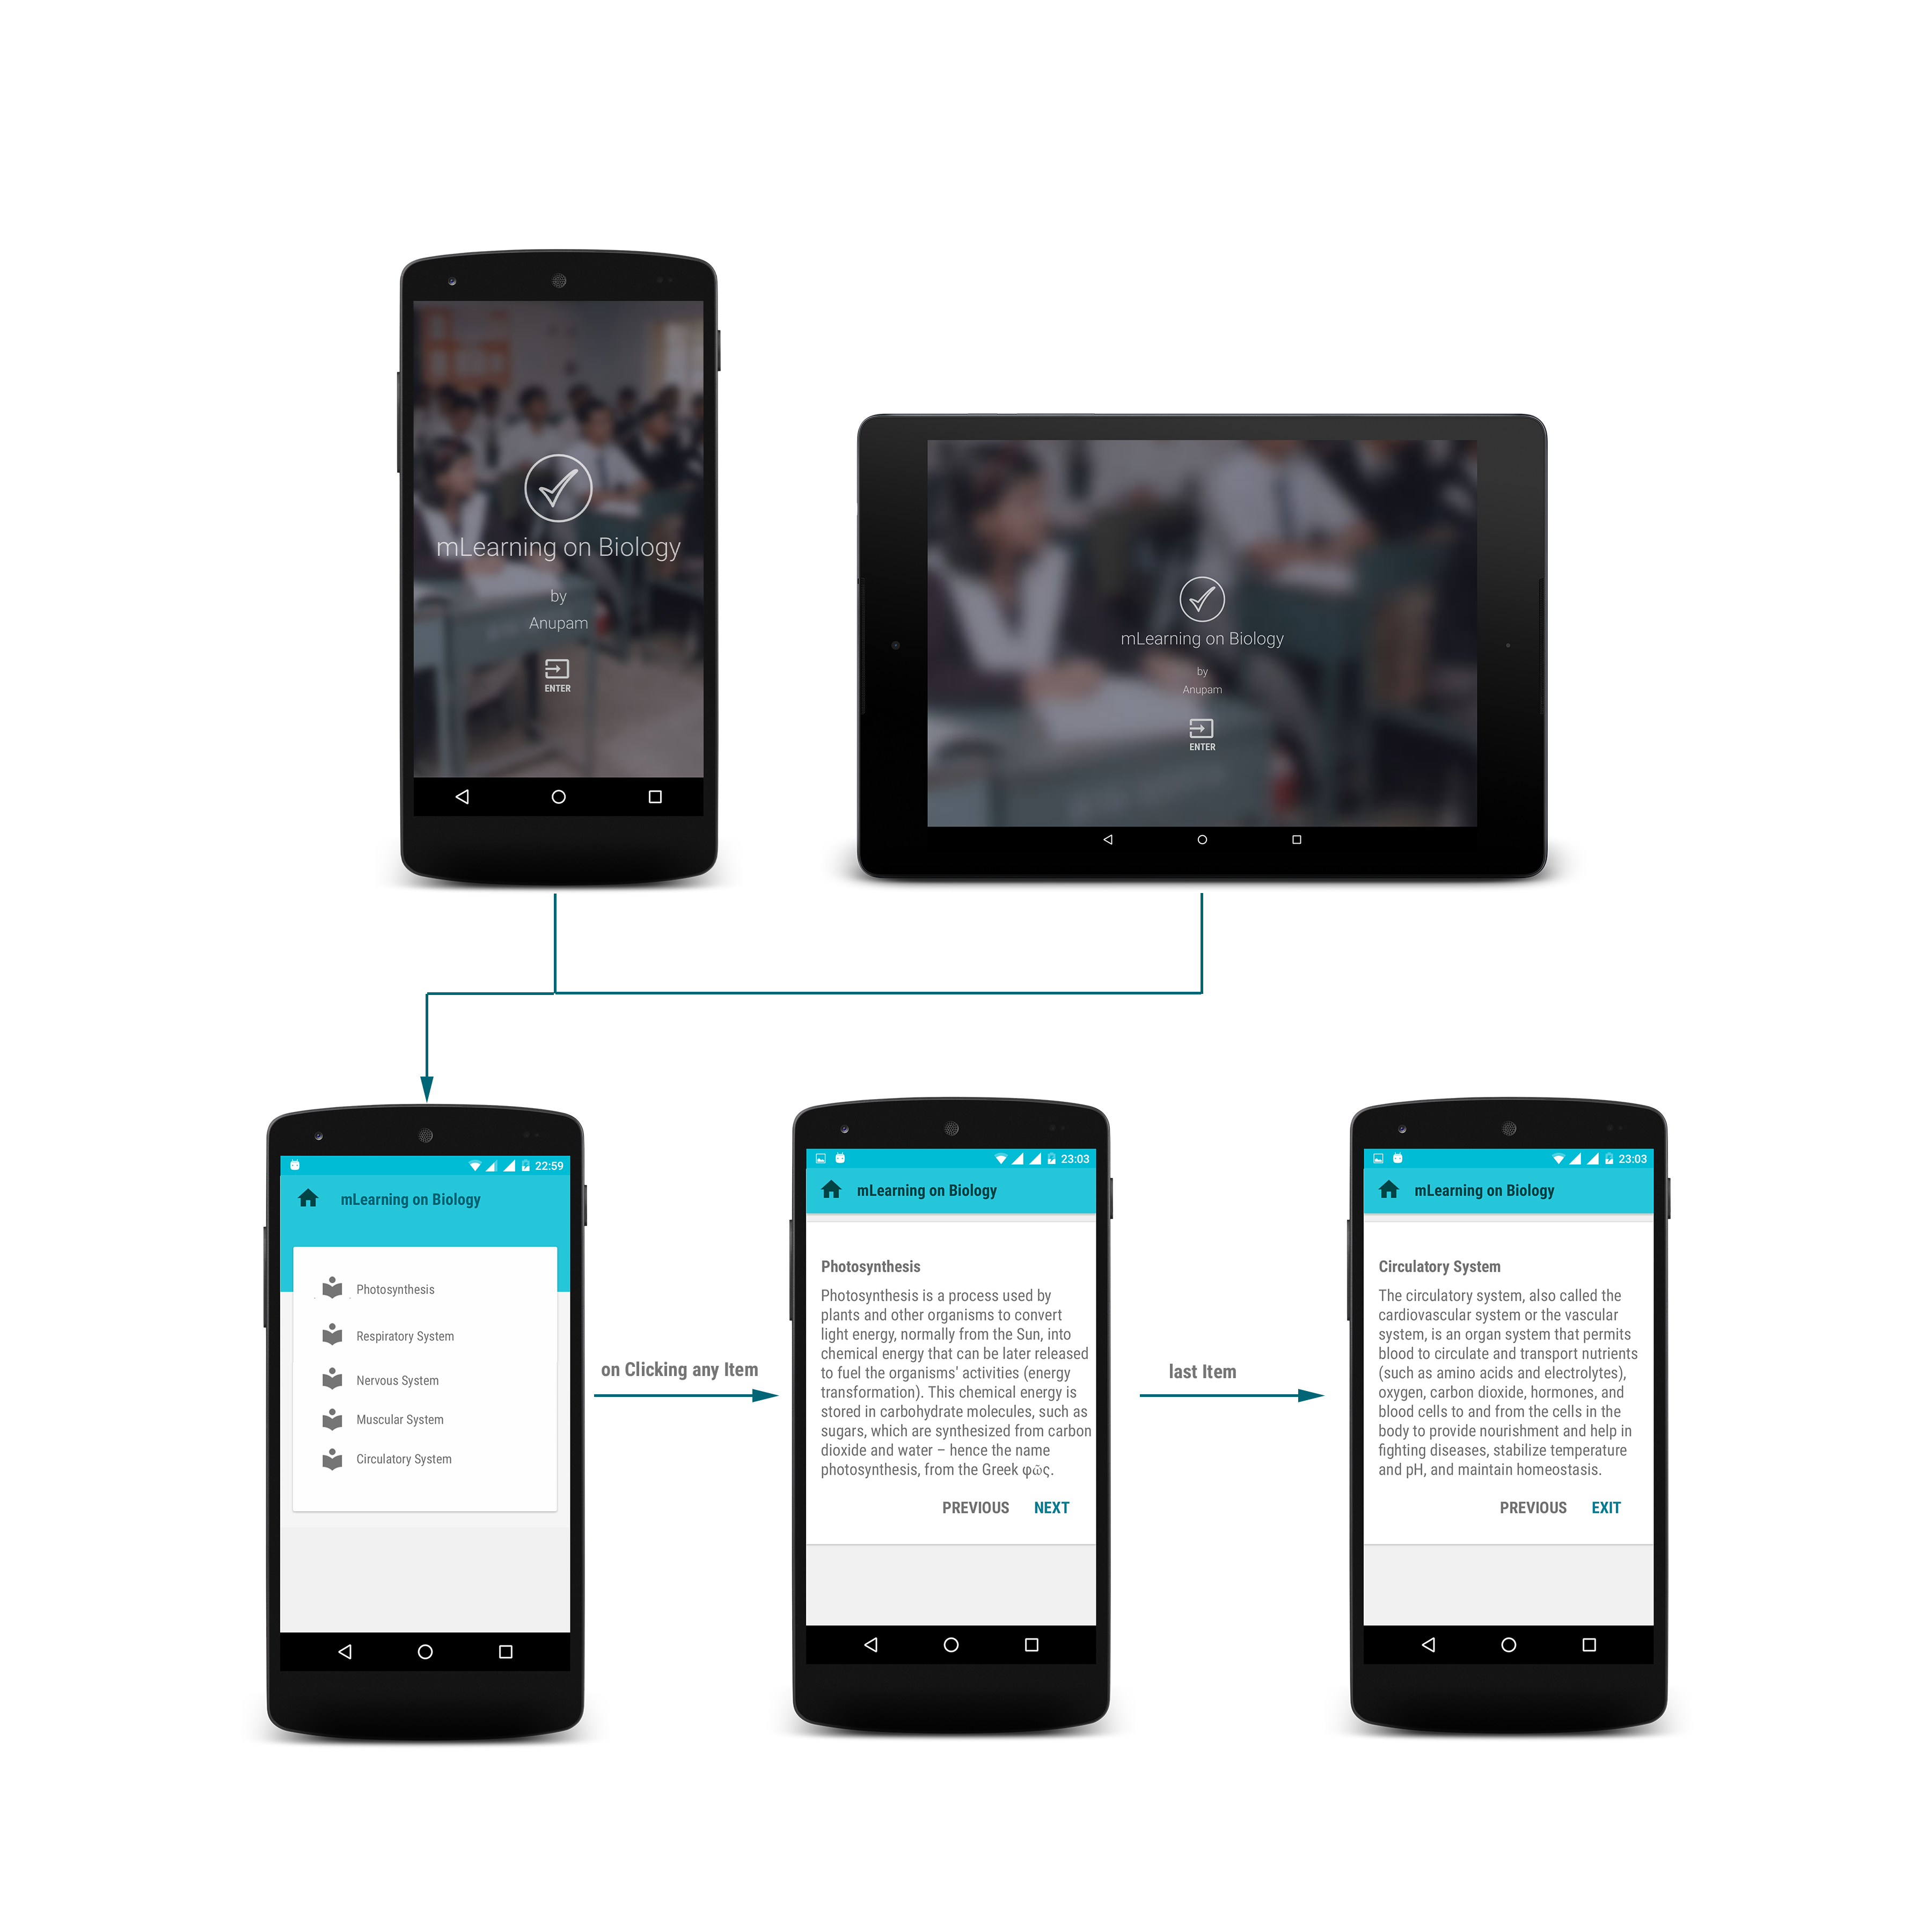 mLearning on Biology
by
Anupam
ENTER
mLearning on Biology
by
Anupam
ENTER
22:59
mLearning on Biology
Photosynthesis
Respiratory System
Nervous System
Muscular System
Circulatory System
on Clicking any Item
23:03
mLearning on Biology
Photosynthesis
Photosynthesis is a process used by
plants and other organisms to convert
light energy, normally from the Sun, into
chemical energy that can be later released
to fuel the organisms' activities (energy
transformation). This chemical energy is
stored in carbohydrate molecules, such as
sugars, which are synthesized from carbon
dioxide and water – hence the name
photosynthesis, from the Greek φῶς.
PREVIOUS NEXT
last Item
23:03
mLearning on Biology
Circulatory System
The circulatory system, also called the
cardiovascular system or the vascular
system, is an organ system that permits
blood to circulate and transport nutrients
(such as amino acids and electrolytes),
oxygen, carbon dioxide, hormones, and
blood cells to and from the cells in the
body to provide nourishment and help in
fighting diseases, stabilize temperature
and pH, and maintain homeostasis.
PREVIOUS EXIT